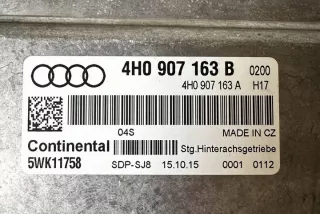 4H0 907 163 B 0200
4H0 907 163 A H17
04S MADE IN CZ
Continental Stg.Hinterachsgetriebe
5WK11758 SDP-SJ8 15.10.15 0001 0112